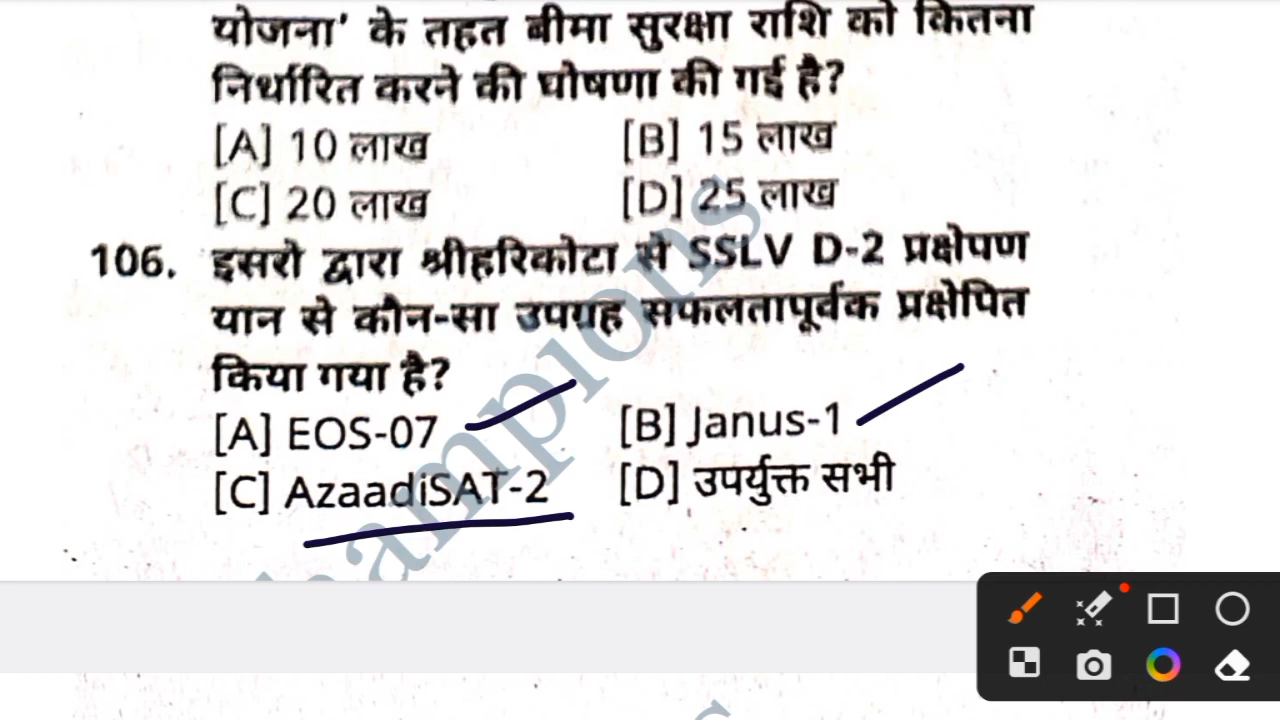 योजना' के तहत बीमा सुरक्षा राशि को कितना
निर्धारित करने की घोषणा की गई है?
[A] 10 लाख [B] 15 लाख
[C] 20 लाख [D] 25 लाख
106. इसरो द्वारा श्रीहरिकोटा से SSLV D-2 प्रक्षेपण
यान से कौन-सा उपग्रह सफलतापूर्वक प्रक्षेपित
किया गया है?
[A] EOS-07 [B] Janus-1
[C] AzaadiSAT-2 [D] उपर्युक्त सभी